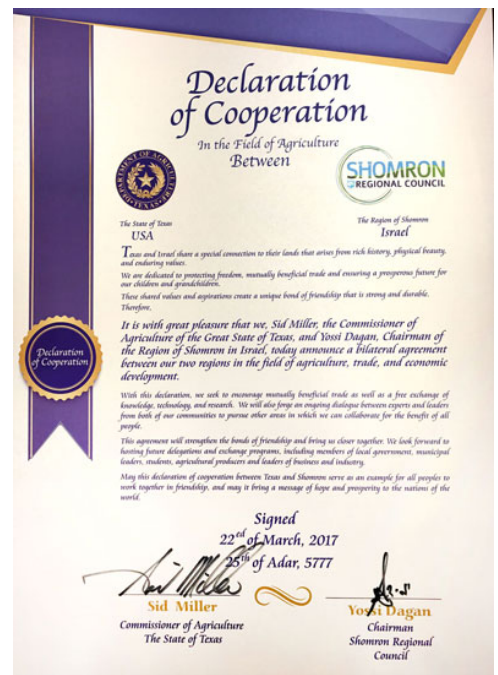 Declaration
of Cooperation
In the Field of Agriculture
Between
DEPARTMENT OF AGRICULTURE
TEXAS
SHOMRON
REGIONAL COUNCIL
The State of Texas
USA
The Region of Shomron
Israel
Texas and Israel share a special connection to their lands that arises from rich history, physical beauty,
and enduring values.
We are dedicated to protecting freedom, mutually beneficial trade and ensuring a prosperous future for
our children and grandchildren.
These shared values and aspirations create a unique bond of friendship that is strong and durable.
Therefore,
It is with great pleasure that we, Sid Miller, the Commissioner of
Agriculture of the Great State of Texas, and Yossi Dagan, Chairman of
the Region of Shomron in Israel, today announce a bilateral agreement
between our two regions in the field of agriculture, trade, and economic
development.
Declaration
of Cooperation
With this declaration, we seek to encourage mutually beneficial trade as well as a free exchange of
knowledge, technology, and research. We will also forge an ongoing dialogue between experts and leaders
from both of our communities to pursue other areas in which we can collaborate for the benefit of all
people.
This agreement will strengthen the bonds of friendship and bring us closer together. We look forward to
hosting future delegations and exchange programs, including members of local government, municipal
leaders, students, agricultural producers and leaders of business and industry.
May this declaration of cooperation between Texas and Shomron serve as an example for all peoples to
work together in friendship, and may it bring a message of hope and prosperity to the nations of the
world.
Signed
22ed of March, 2017
25th of Adar, 5777
Sid Miller
Sid Miller
Commissioner of Agriculture
The State of Texas
Yossi Dagan
Chairman
Shomron Regional
Council